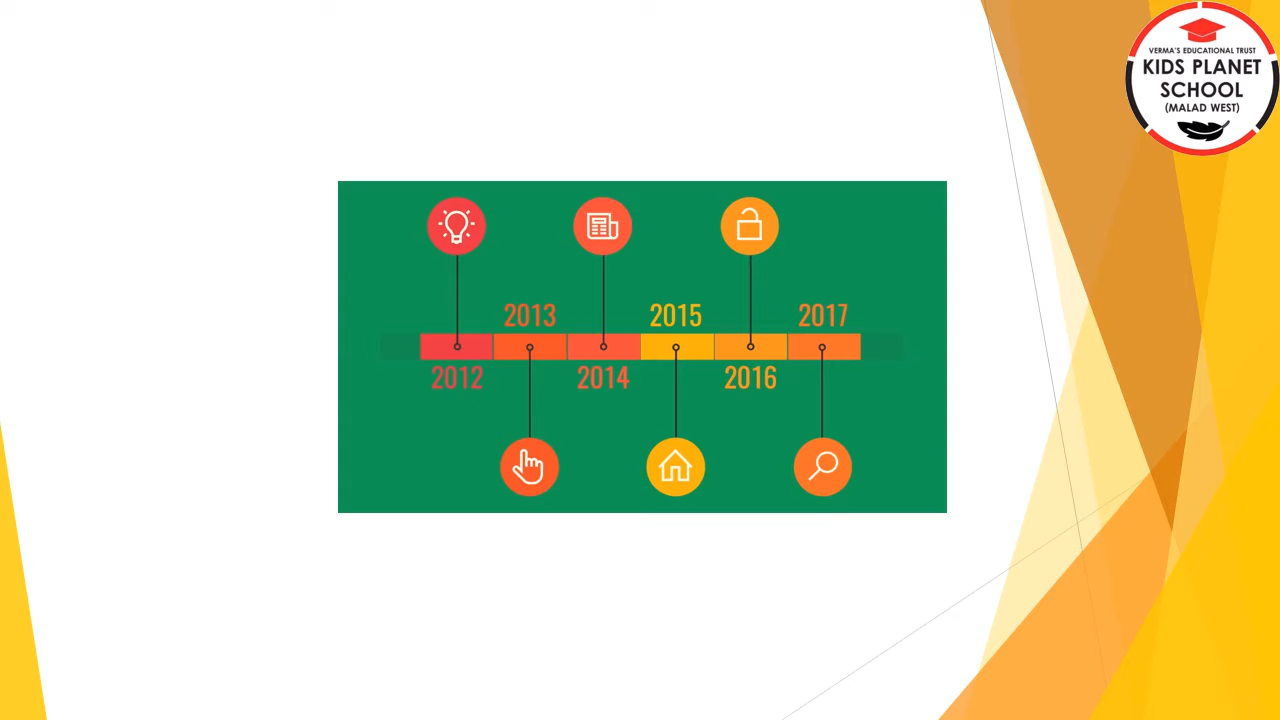 VERMA'S EDUCATIONAL TRUST
KIDS PLANET
SCHOOL
(MALAD WEST)
2013 2015 2017
2012 2014 2016